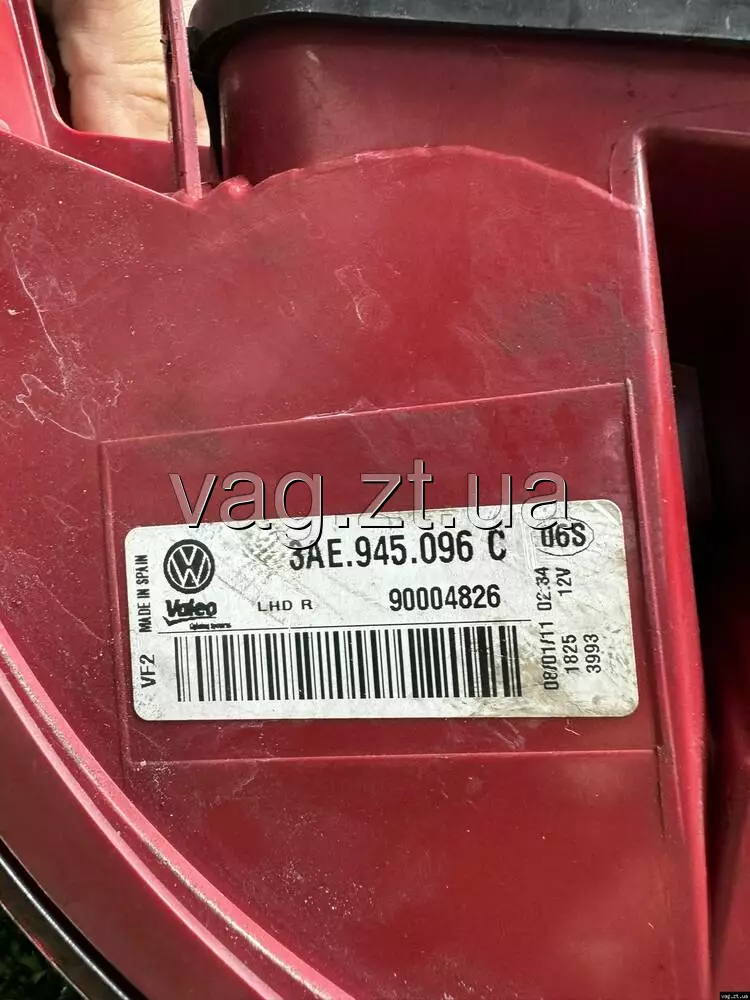 vag.zt.ua
3AE.945.096 C
06S
MADE IN SPAIN
Valeo
LHD R
90004826
VF2
08/01/11 02:34
1825 12V
3993
vag.zt.ua